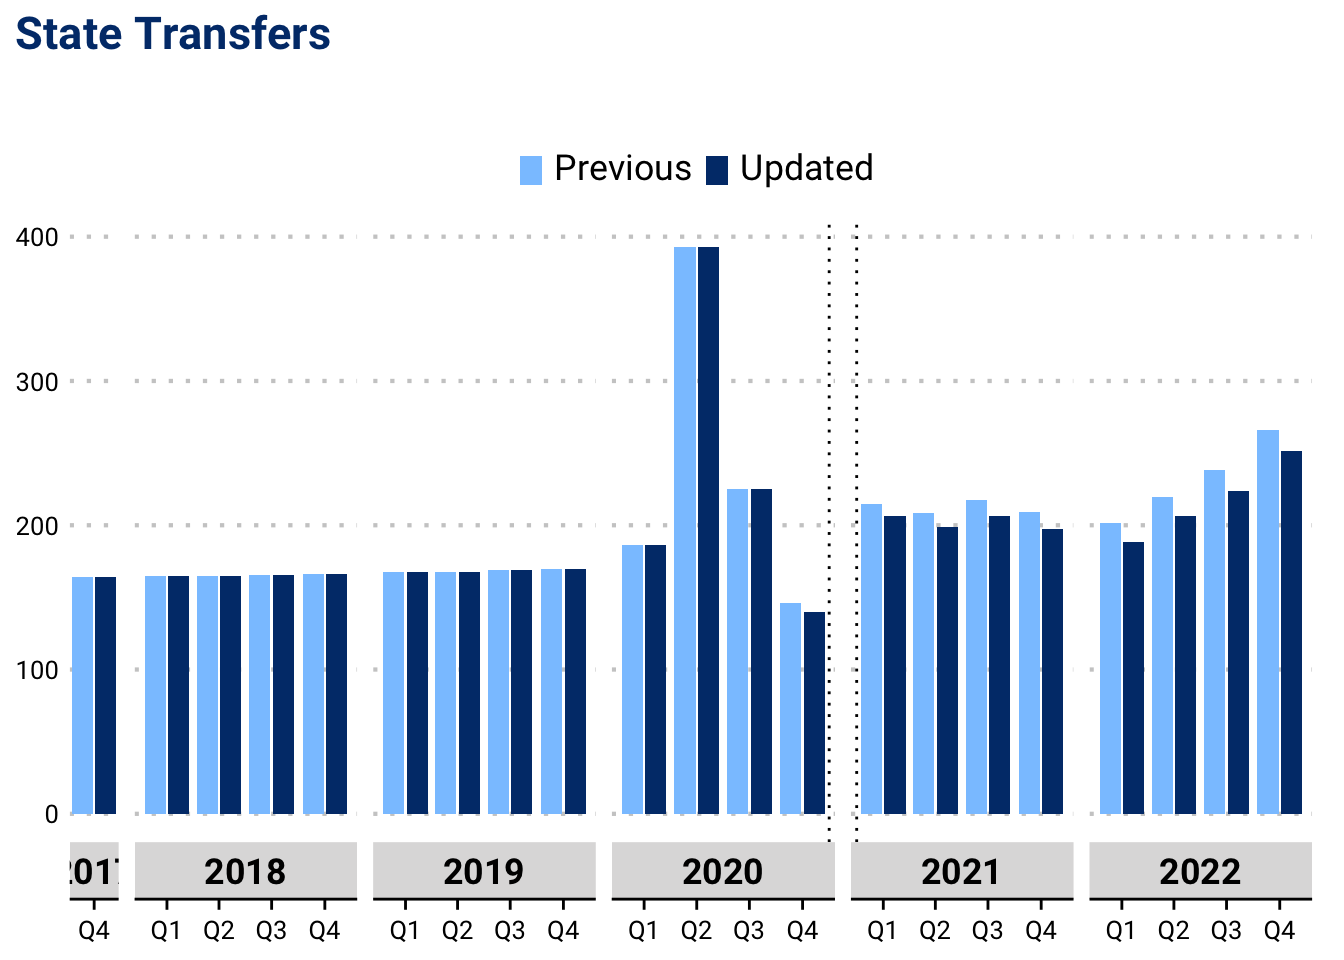 State Transfers
Previous Updated
400
300
200
100
0
2017 2018 2019 2020 2021 2022
Q4 Q1 Q2 Q3 Q4 Q1 Q2 Q3 Q4 Q1 Q2 Q3 Q4 Q1 Q2 Q3 Q4 Q1 Q2 Q3 Q4